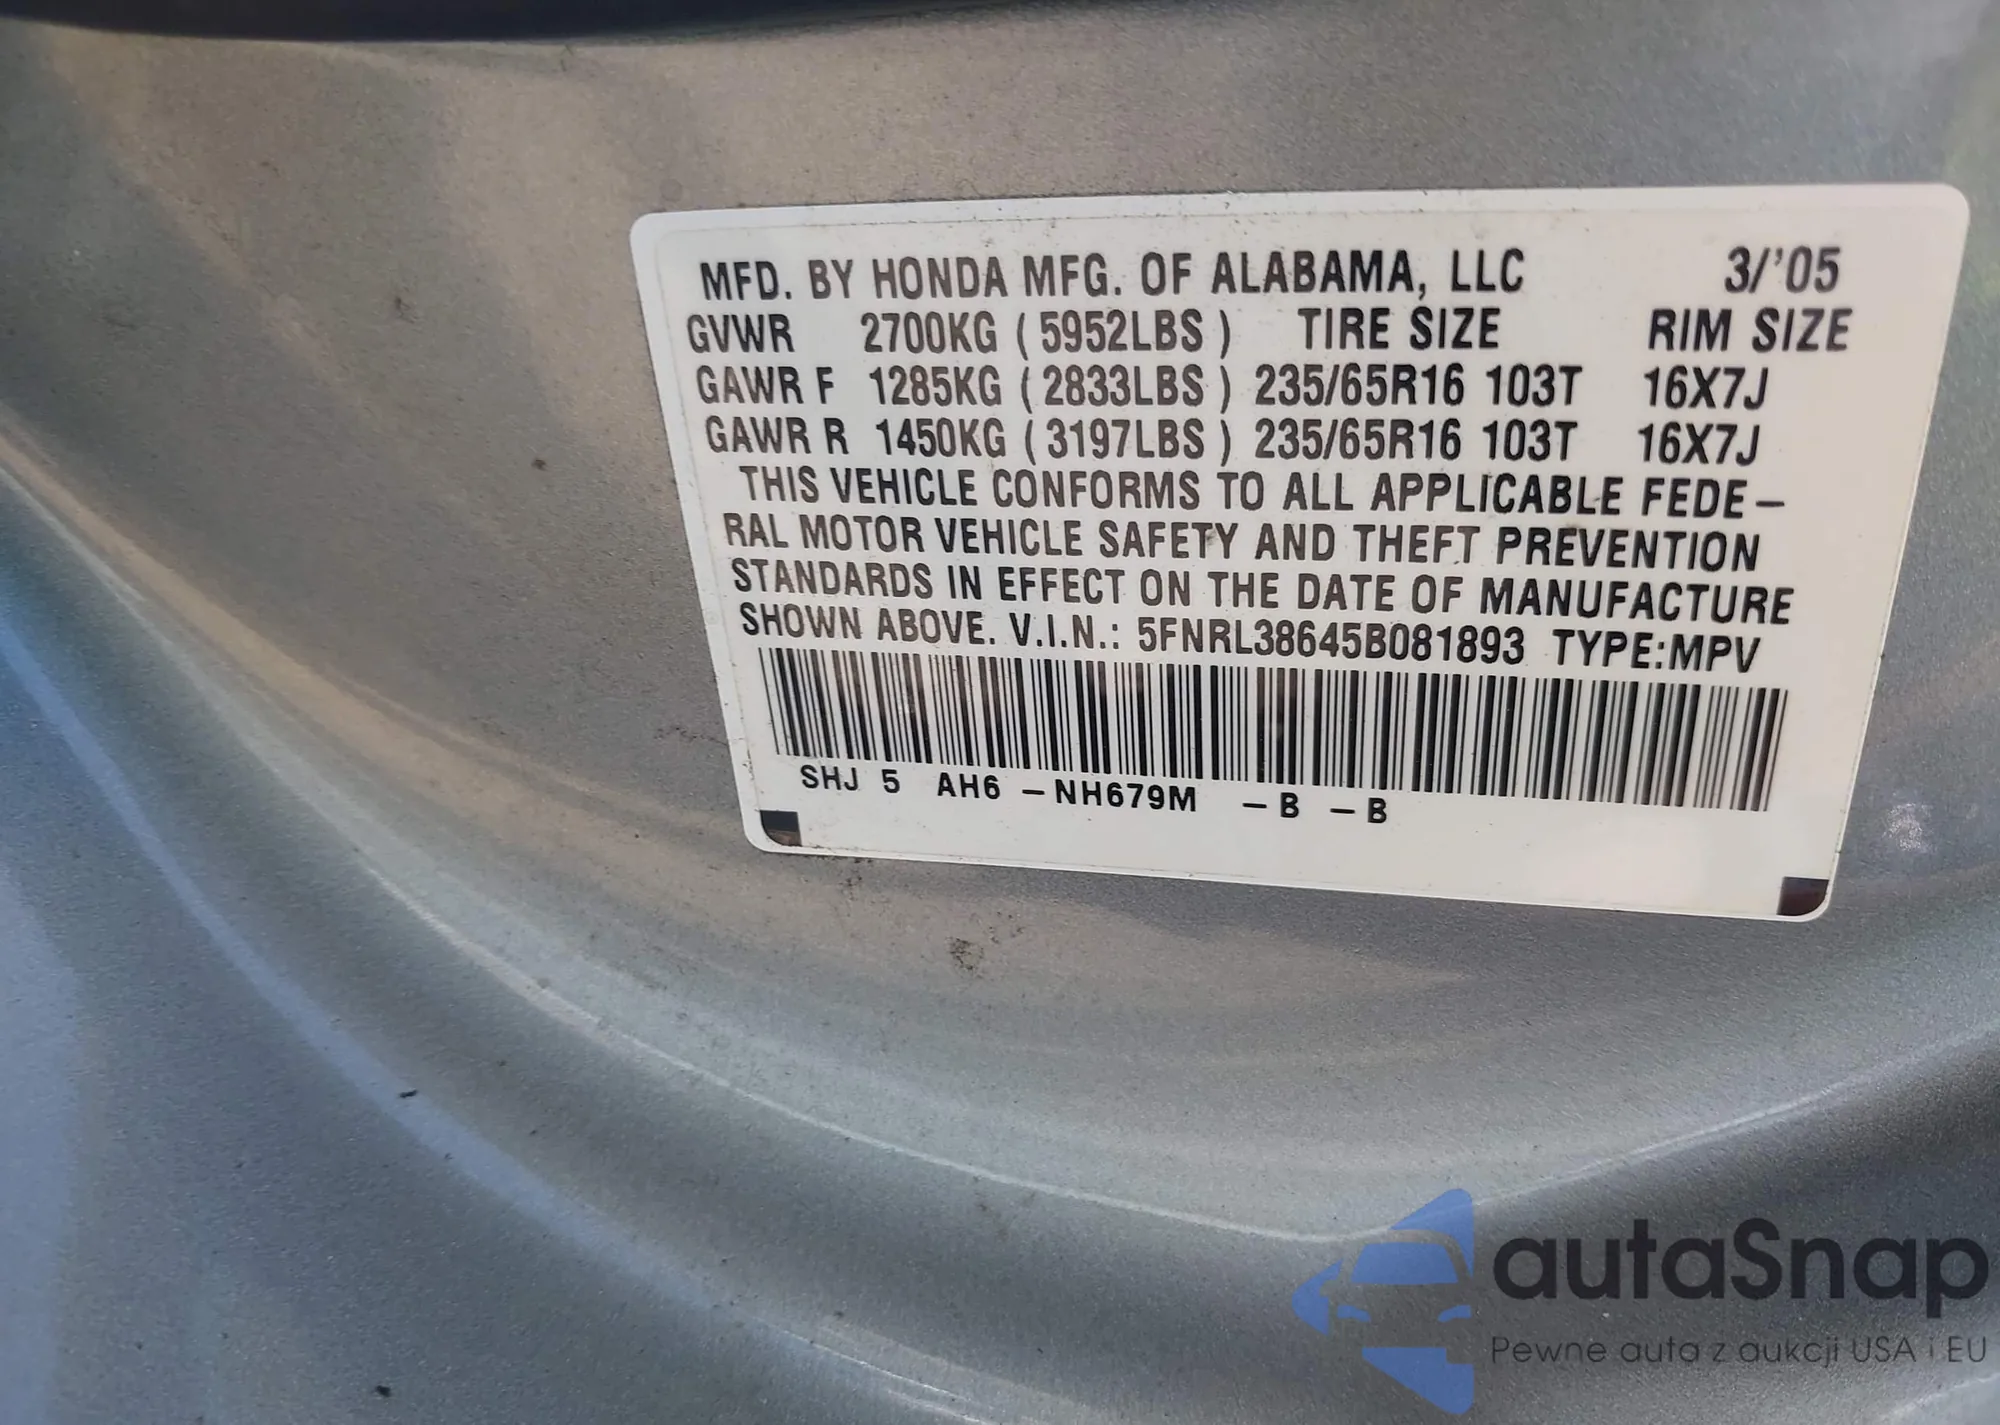 MFD. BY HONDA MFG. OF ALABAMA, LLC 3/'05
GVWR 2700KG ( 5952LBS ) TIRE SIZE RIM SIZE
GAWR F 1285KG ( 2833LBS ) 235/65R16 103T 16X7J
GAWR R 1450KG ( 3197LBS ) 235/65R16 103T 16X7J
THIS VEHICLE CONFORMS TO ALL APPLICABLE FEDE-
RAL MOTOR VEHICLE SAFETY AND THEFT PREVENTION
STANDARDS IN EFFECT ON THE DATE OF MANUFACTURE
SHOWN ABOVE. V.I.N.: 5FNRL38645B081893 TYPE:MPV
SHJ 5 AH6 -NH679M -B -B
autaSnap
Pewne auta z aukcji USA i EU